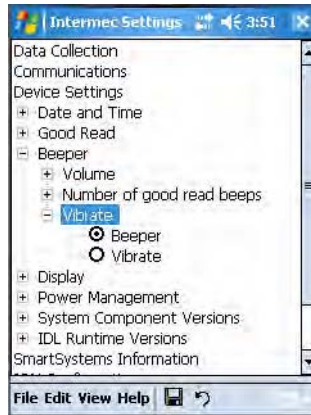 Intermec Settings 3:51
Data Collection
Communications
Device Settings
Date and Time
Good Read
Beeper
Volume
Number of good read beeps
Vibrate
Beeper
Vibrate
Display
Power Management
System Component Versions
IDL Runtime Versions
SmartSystems Information
File Edit View Help